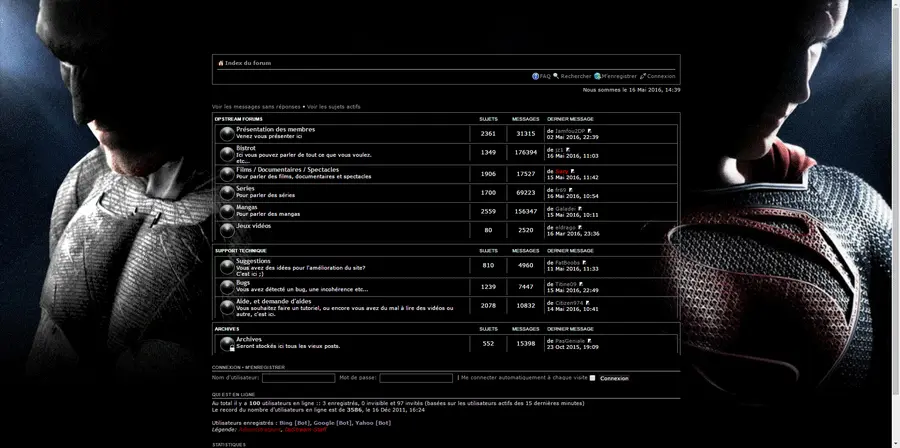 Index du forum
FAQ Rechercher M'enregistrer Connexion
Nous sommes le 16 Mai 2016, 14:39
Voir les messages sans réponses • Voir les sujets actifs
DPSTREAM FORUMS SUJETS MESSAGES DERNIER MESSAGE
Présentation des membres
Venez vous présenter ici
2361 31315
de Iamfou2DP
02 Mai 2016, 22:39
Bistrot
Ici vous pouvez parler de tout ce que vous voulez.
etc...
1349 176394
de jc1
16 Mai 2016, 11:03
Films / Documentaires / Spectacles
Pour parler des films, documentaires et spectacles
1906 17527
de
15 Mai 2016, 11:42
Series
Pour parler des séries
1700 69223
de fr69
16 Mai 2016, 10:54
Mangas
Pour parler des mangas
2559 156347
de Galadei
15 Mai 2016, 10:11
Jeux vidéos
80 2520
de eldrago
16 Mar 2016, 23:36
SUPPORT TECHNIQUE SUJETS MESSAGES DERNIER MESSAGE
Suggestions
Vous avez des idées pour l'amélioration du site?
C'est ici ;)
810 4960
de FatBoobs
11 Mai 2016, 11:33
Bugs
Vous avez détecté un bug, une incohérence etc...
1239 7447
de Titine09
15 Mai 2016, 22:49
Aide, et demande d'aides
Vous souhaitez faire un tutoriel, ou encore vous avez du mal à lire des vidéos ou
autre, c'est ici.
2078 10832
de Citizen974
14 Mai 2016, 10:41
ARCHIVES SUJETS MESSAGES DERNIER MESSAGE
Archives
Seront stockés ici tous les vieux posts.
552 15398
de PasGeniale
23 Oct 2015, 19:09
CONNEXION • M'ENREGISTRER
Nom d'utilisateur: Mot de passe: | Me connecter automatiquement à chaque visite Connexion
QUI EST EN LIGNE
Au total il y a 100 utilisateurs en ligne :: 3 enregistrés, 0 invisible et 97 invités (basées sur les utilisateurs actifs des 15 dernières minutes)
Le record du nombre d'utilisateurs en ligne est de 3586, le 16 Déc 2011, 16:24
Utilisateurs enregistrés : Bing [Bot], Google [Bot], Yahoo [Bot]
Légende: Administrateurs, DpStream Staff
STATISTIQUES